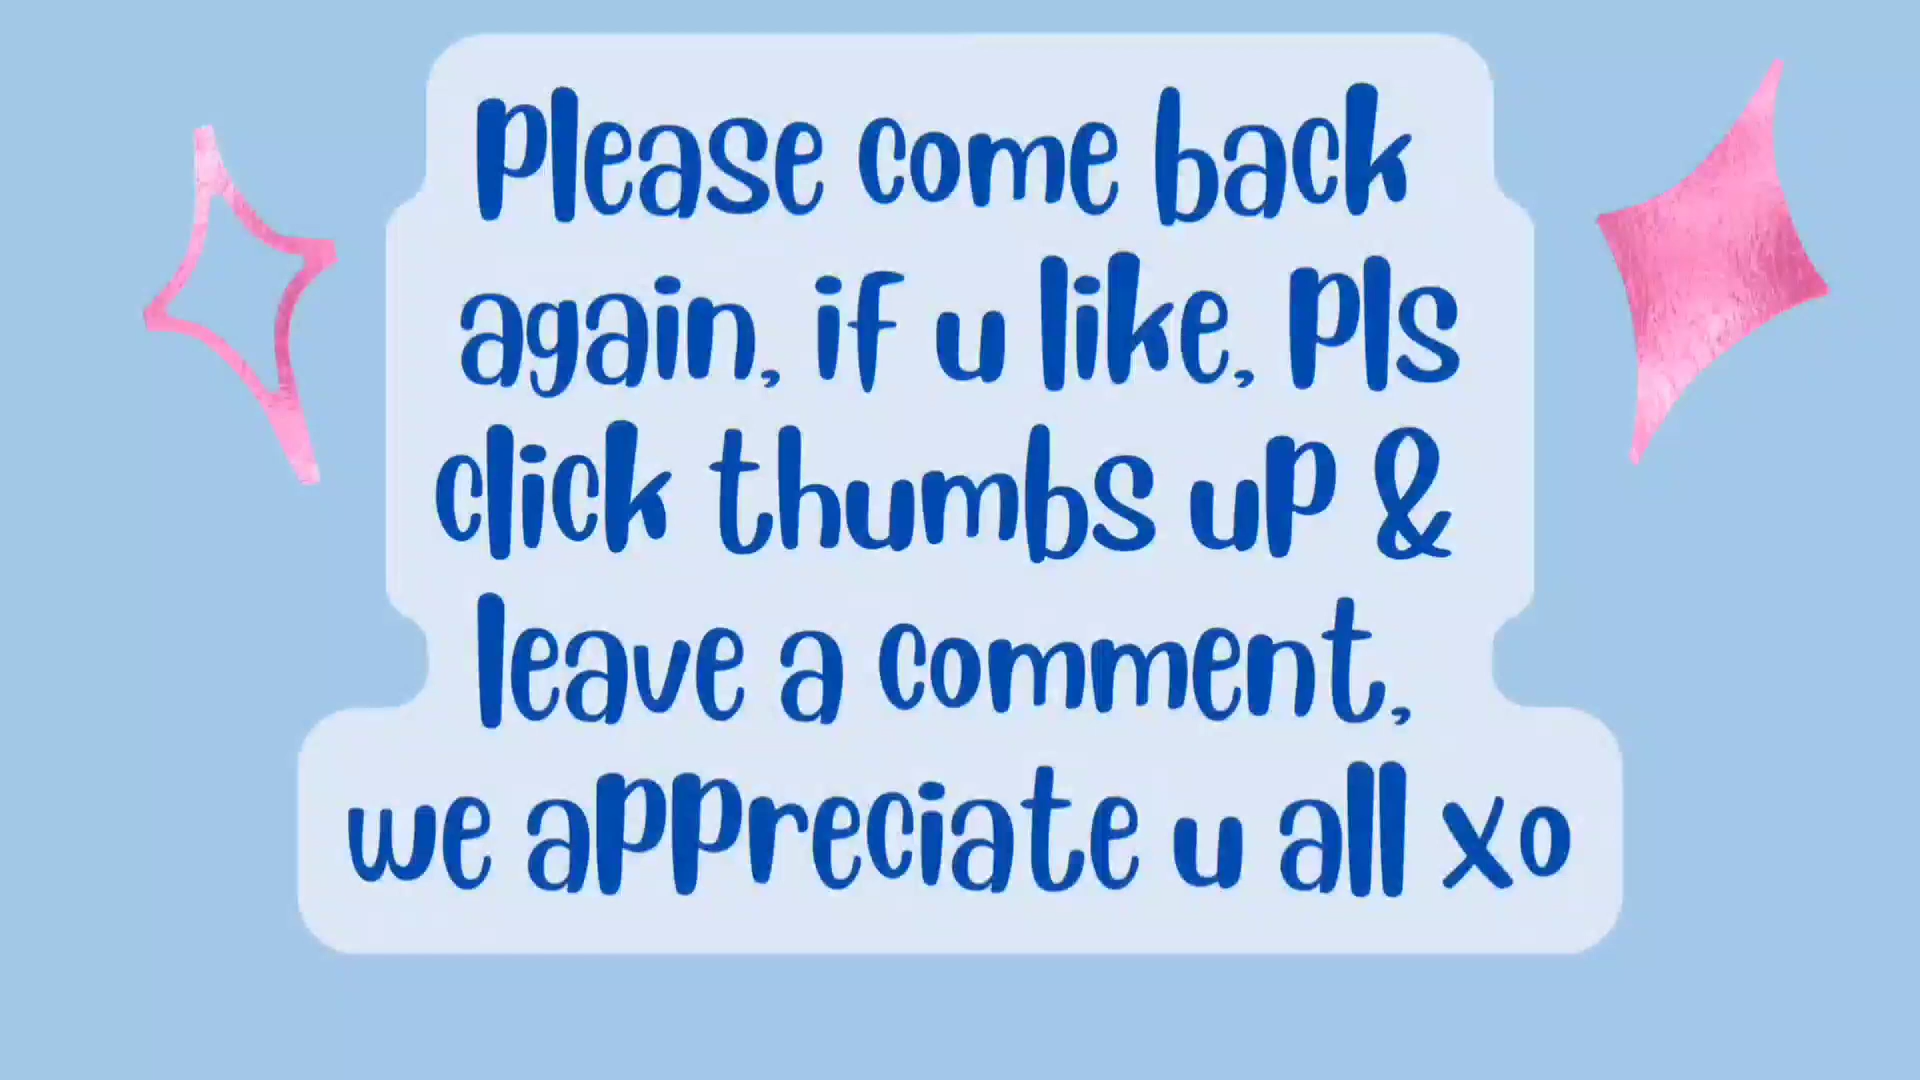 Please come back
again, if u like, pls
click thumbs up &
leave a comment,
we appreciate u all xo